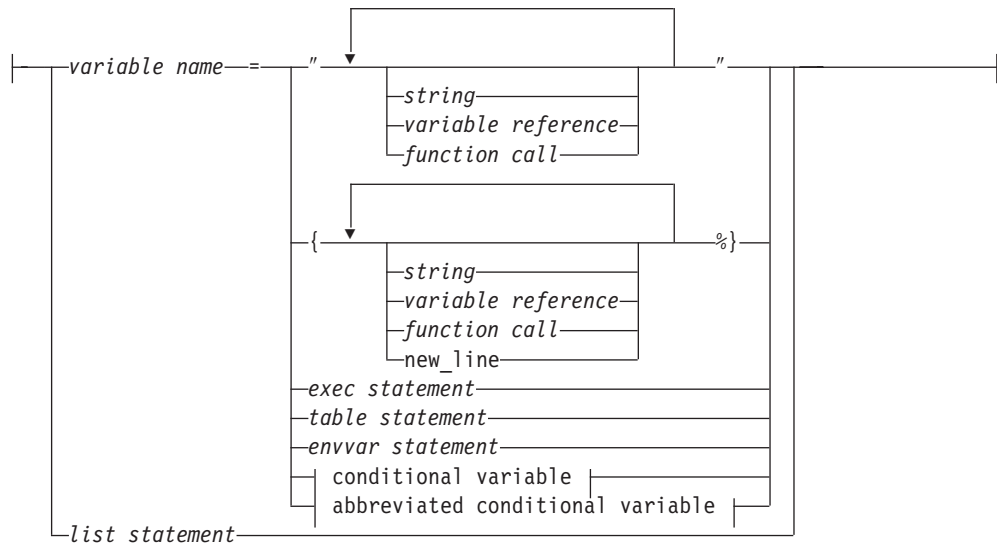 variable name = " "
string
variable reference
function call
{ %}
string
variable reference
function call
new_line
exec statement
table statement
envvar statement
conditional variable
abbreviated conditional variable
list statement